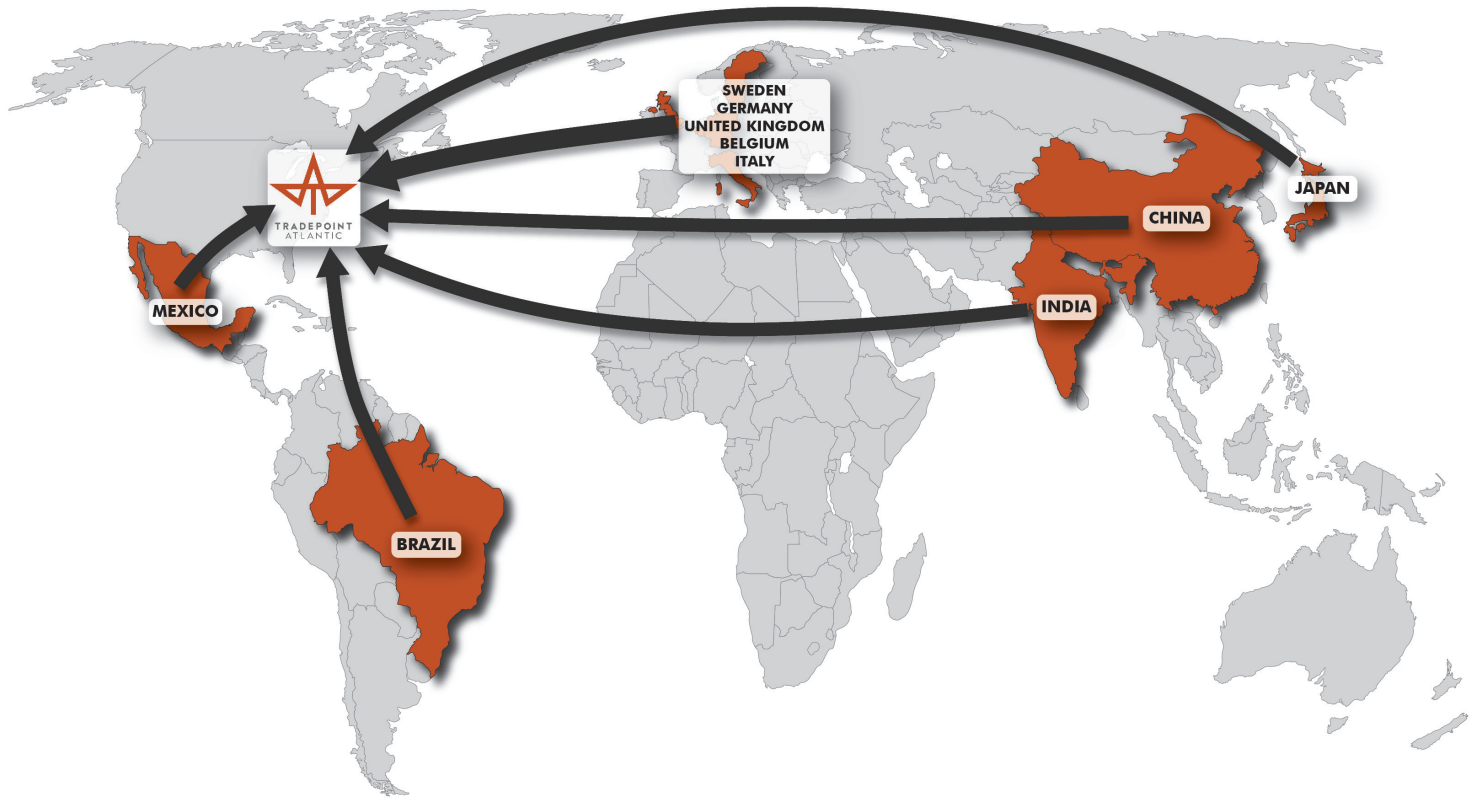 SWEDEN
GERMANY
UNITED KINGDOM
BELGIUM
ITALY
TRADEPOINT
ATLANTIC
JAPAN
CHINA
MEXICO
INDIA
BRAZIL